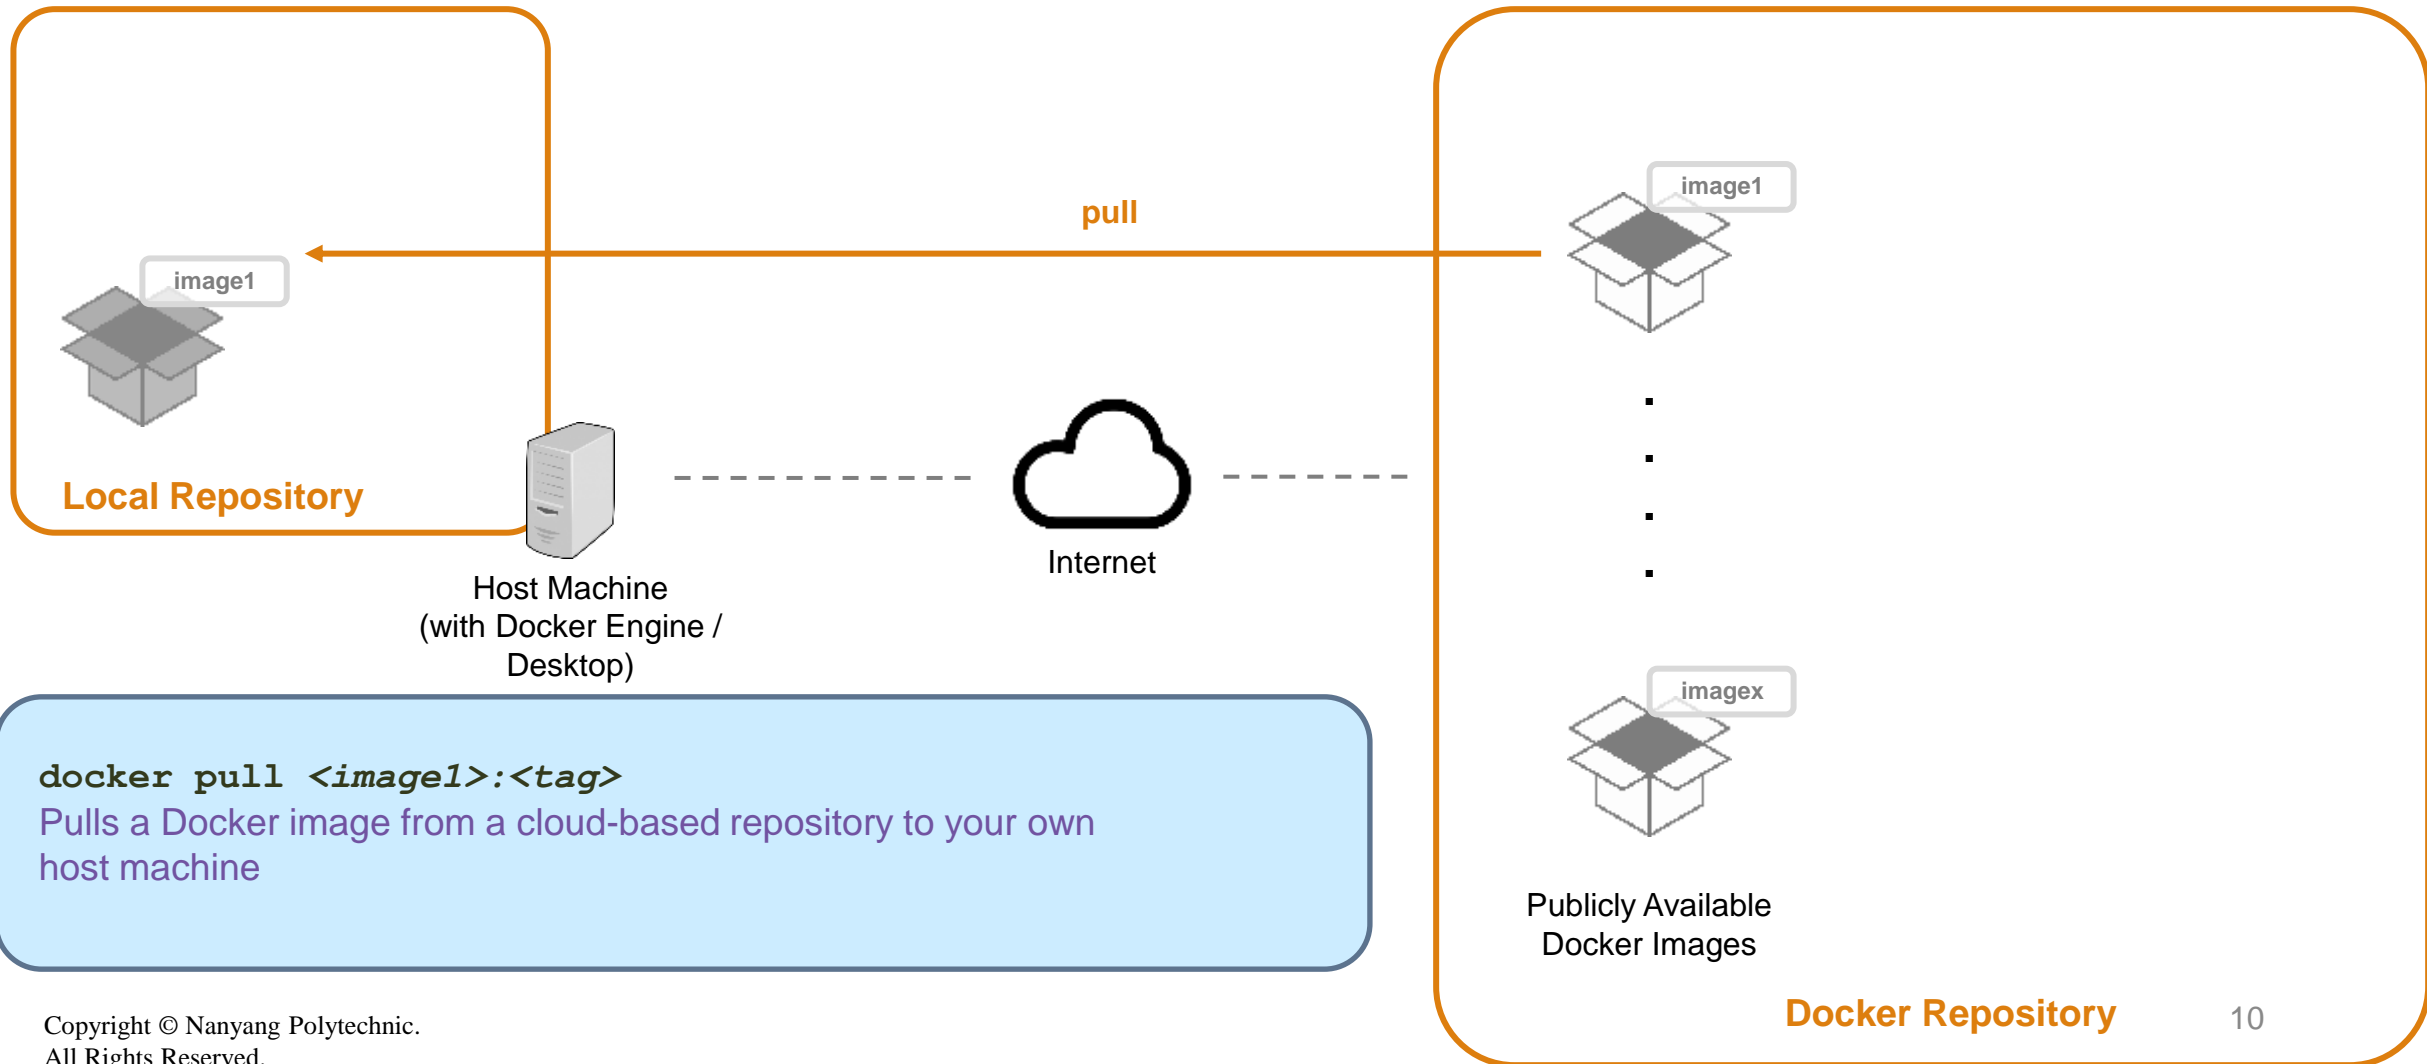 image1
pull
image1
Local Repository
Internet
Host Machine
(with Docker Engine /
Desktop)
imagex
docker pull <image1>:<tag>
Pulls a Docker image from a cloud-based repository to your own
host machine
Publicly Available
Docker Images
Docker Repository
10
Copyright © Nanyang Polytechnic.
All Rights Reserved.